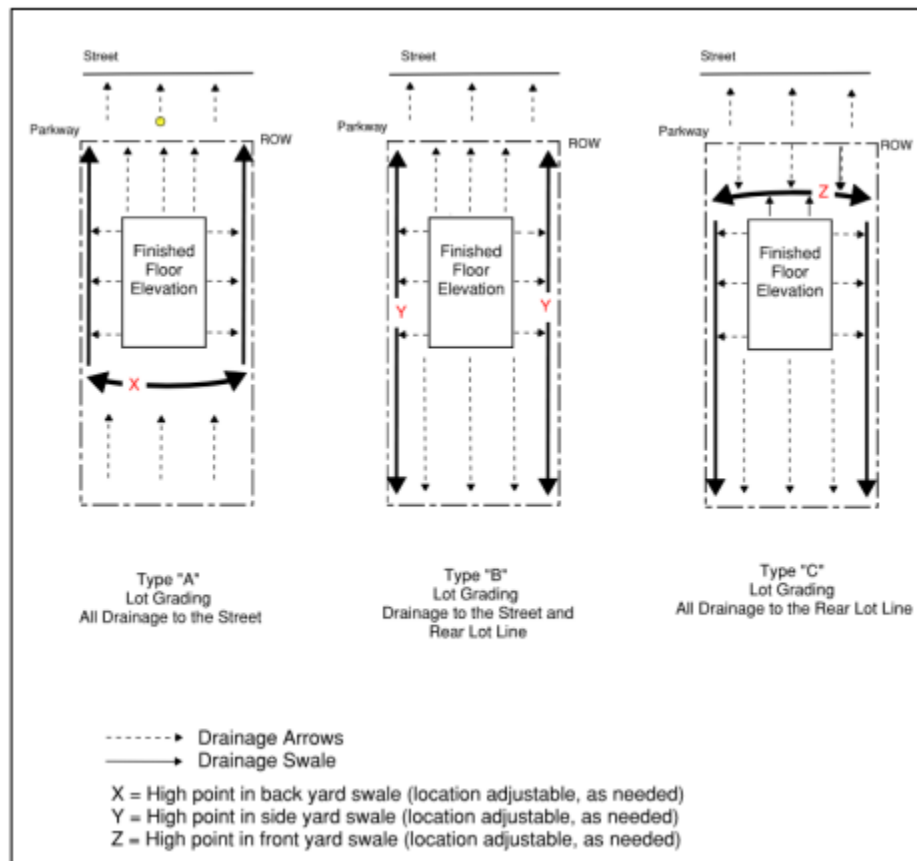 Street
Street
Street
Parkway
ROW
Parkway
ROW
Parkway
ROW
Z
Finished
Floor
Elevation
Finished
Floor
Elevation
Finished
Floor
Elevation
Y
Y
X
Type "A"
Lot Grading
All Drainage to the Street
Type "B"
Lot Grading
Drainage to the Street and
Rear Lot Line
Type "C"
Lot Grading
All Drainage to the Rear Lot Line
Drainage Arrows
Drainage Swale
X = High point in back yard swale (location adjustable, as needed)
Y = High point in side yard swale (location adjustable, as needed)
Z = High point in front yard swale (location adjustable, as needed)